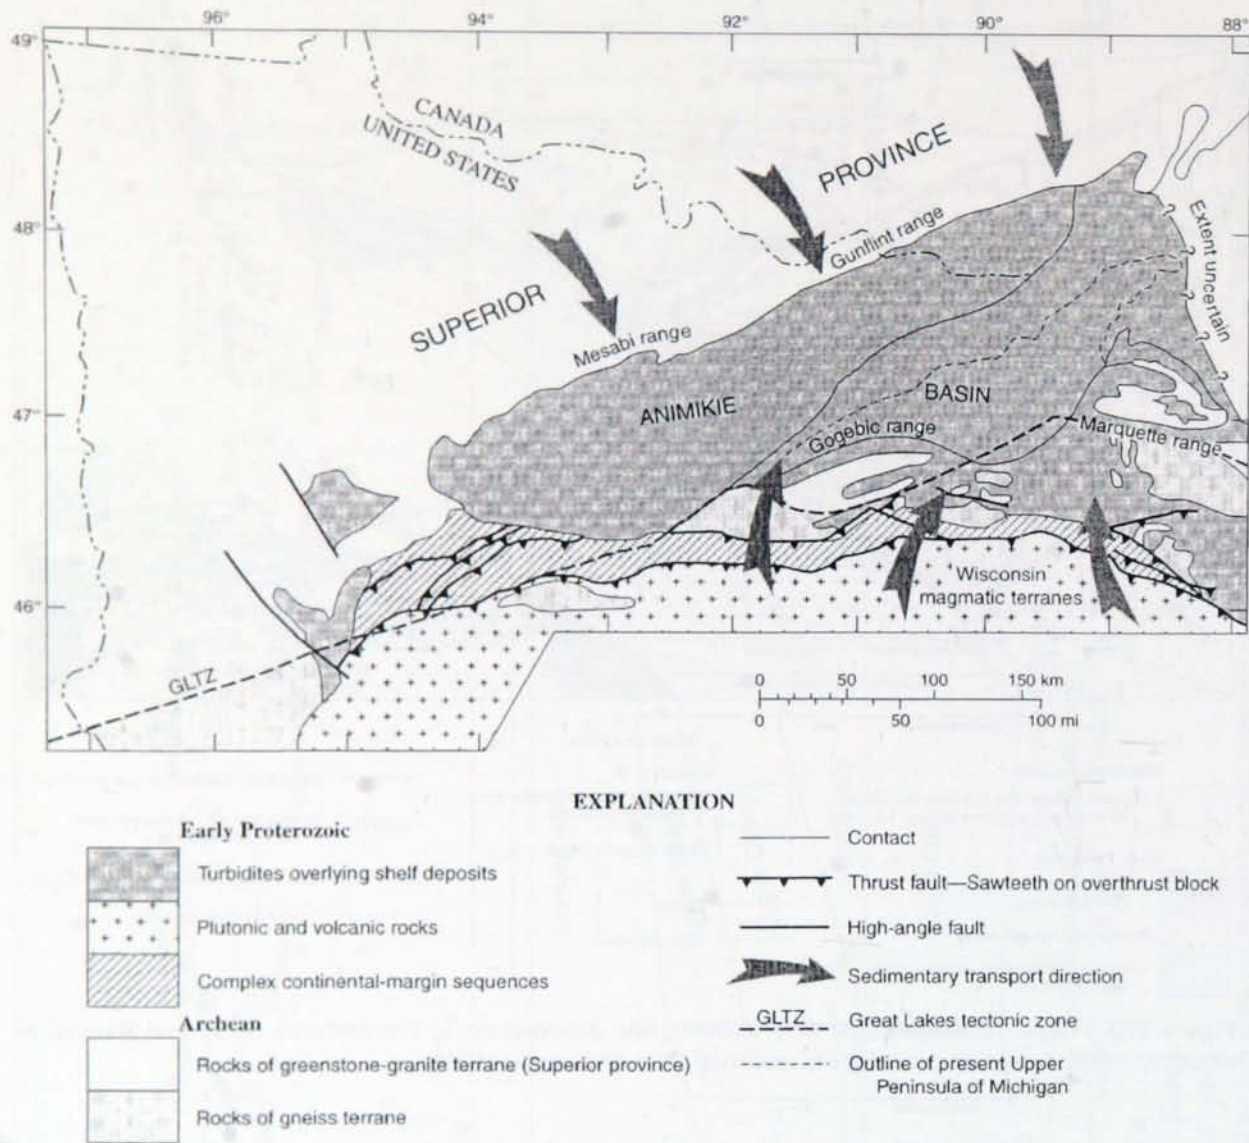 96°
94°
92°
90°
88°
49°
48°
47°
46°
CANADA
UNITED STATES
SUPERIOR
PROVINCE
Mesabi range
Gunflint range
Extent uncertain
?
?
?
?
?
?
ANIMIKIE
BASIN
Gogebic range
Marquette range
Wisconsin
magmatic terranes
GLTZ
0 50 100 150 km
0 50 100 mi
EXPLANATION
Early Proterozoic
Turbidites overlying shelf deposits
Plutonic and volcanic rocks
Complex continental-margin sequences
Archean
Rocks of greenstone-granite terrane (Superior province)
Rocks of gneiss terrane
Contact
Thrust fault—Sawteeth on overthrust block
High-angle fault
Sedimentary transport direction
GLTZ Great Lakes tectonic zone
Outline of present Upper
Peninsula of Michigan